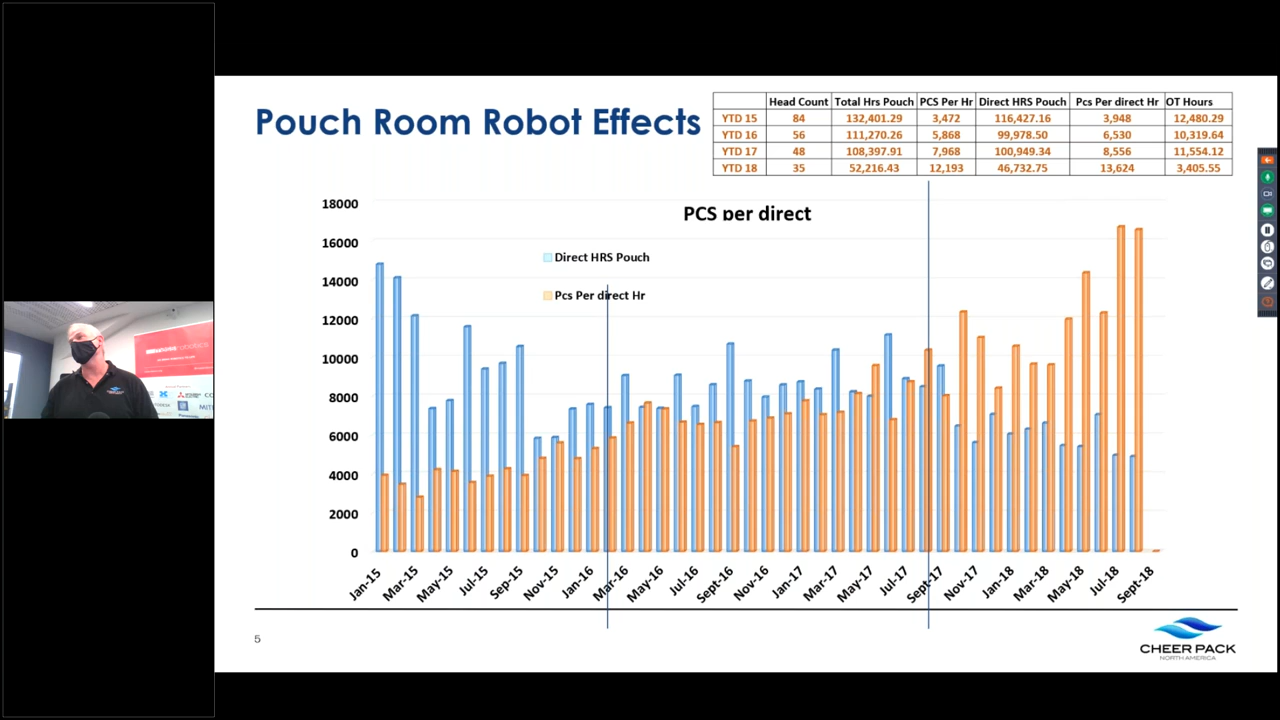 Pouch Room Robot Effects
Head Count Total Hrs Pouch PCS Per Hr Direct HRS Pouch Pcs Per direct Hr OT Hours
YTD 15 84 132,401.29 3,472 116,427.16 3,948 12,480.29
YTD 16 56 111,270.26 5,868 99,978.50 6,530 10,319.64
YTD 17 48 108,397.91 7,968 100,949.34 8,556 11,554.12
YTD 18 35 52,216.43 12,193 46,732.75 13,624 3,405.55
PCS per direct
Direct HRS Pouch
Pcs Per direct Hr
18000
16000
14000
12000
10000
8000
6000
4000
2000
0
Jan-15 Mar-15 May-15 Jul-15 Sep-15 Nov-15 Jan-16 Mar-16 May-16 Jul-16 Sept-16 Nov-16 Jan-17 Mar-17 May-17 Jul-17 Sept-17 Nov-17 Jan-18 Mar-18 May-18 Jul-18 Sept-18
5
CHEER PACK
NORTH AMERICA